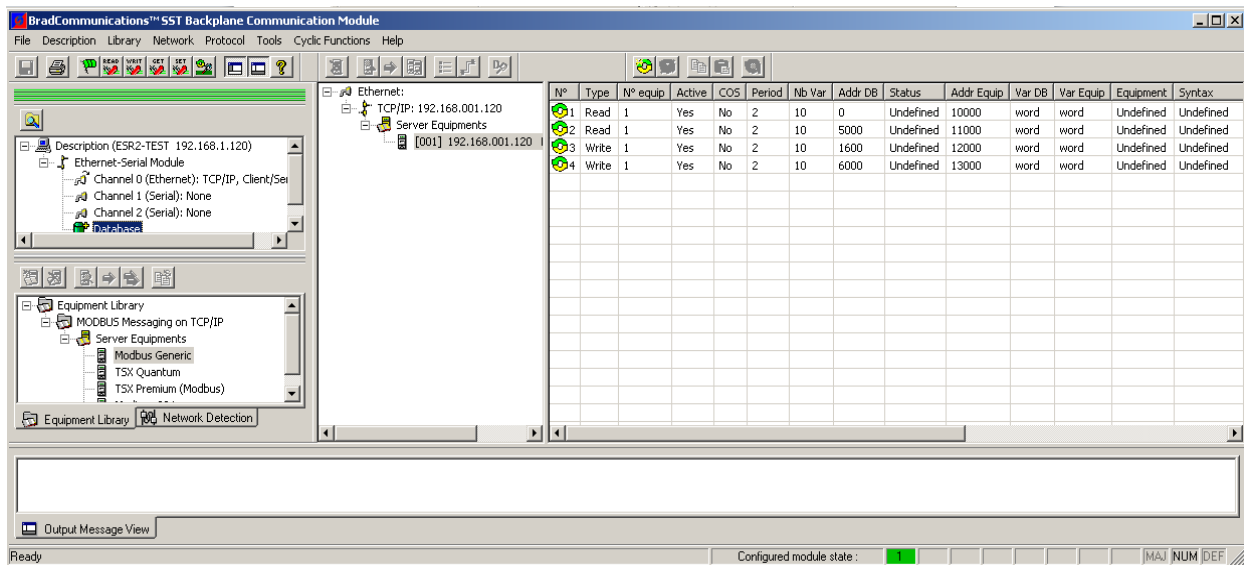 BradCommunications™ SST Backplane Communication Module
File Description Library Network Protocol Tools Cyclic Functions Help
READ WRIT GET SET
Description (ESR2-TEST 192.168.1.120)
Ethernet-Serial Module
Channel 0 (Ethernet): TCP/IP, Client/Ser
Channel 1 (Serial): None
Channel 2 (Serial): None
Database
Equipment Library
MODBUS Messaging on TCP/IP
Server Equipments
Modbus Generic
TSX Quantum
TSX Premium (Modbus)
Equipment Library Network Detection
Ethernet:
TCP/IP: 192.168.001.120
Server Equipments
[001] 192.168.001.120
N° Type N° equip Active COS Period Nb Var Addr DB Status Addr Equip Var DB Var Equip Equipment Syntax
1 Read 1 Yes No 2 10 0 Undefined 10000 word word Undefined Undefined
2 Read 1 Yes No 2 10 5000 Undefined 11000 word word Undefined Undefined
3 Write 1 Yes No 2 10 1600 Undefined 12000 word word Undefined Undefined
4 Write 1 Yes No 2 10 6000 Undefined 13000 word word Undefined Undefined
Output Message View
Ready Configured module state : 1 MAJ NUM DEF